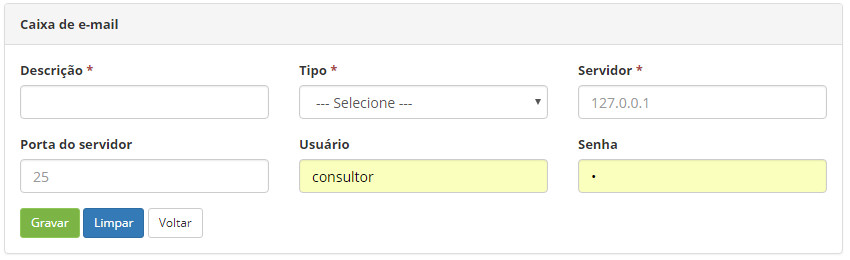 Caixa de e-mail
Descrição * Tipo * Servidor *
--- Selecione --- 127.0.0.1
Porta do servidor Usuário Senha
25 consultor •
Gravar Limpar Voltar